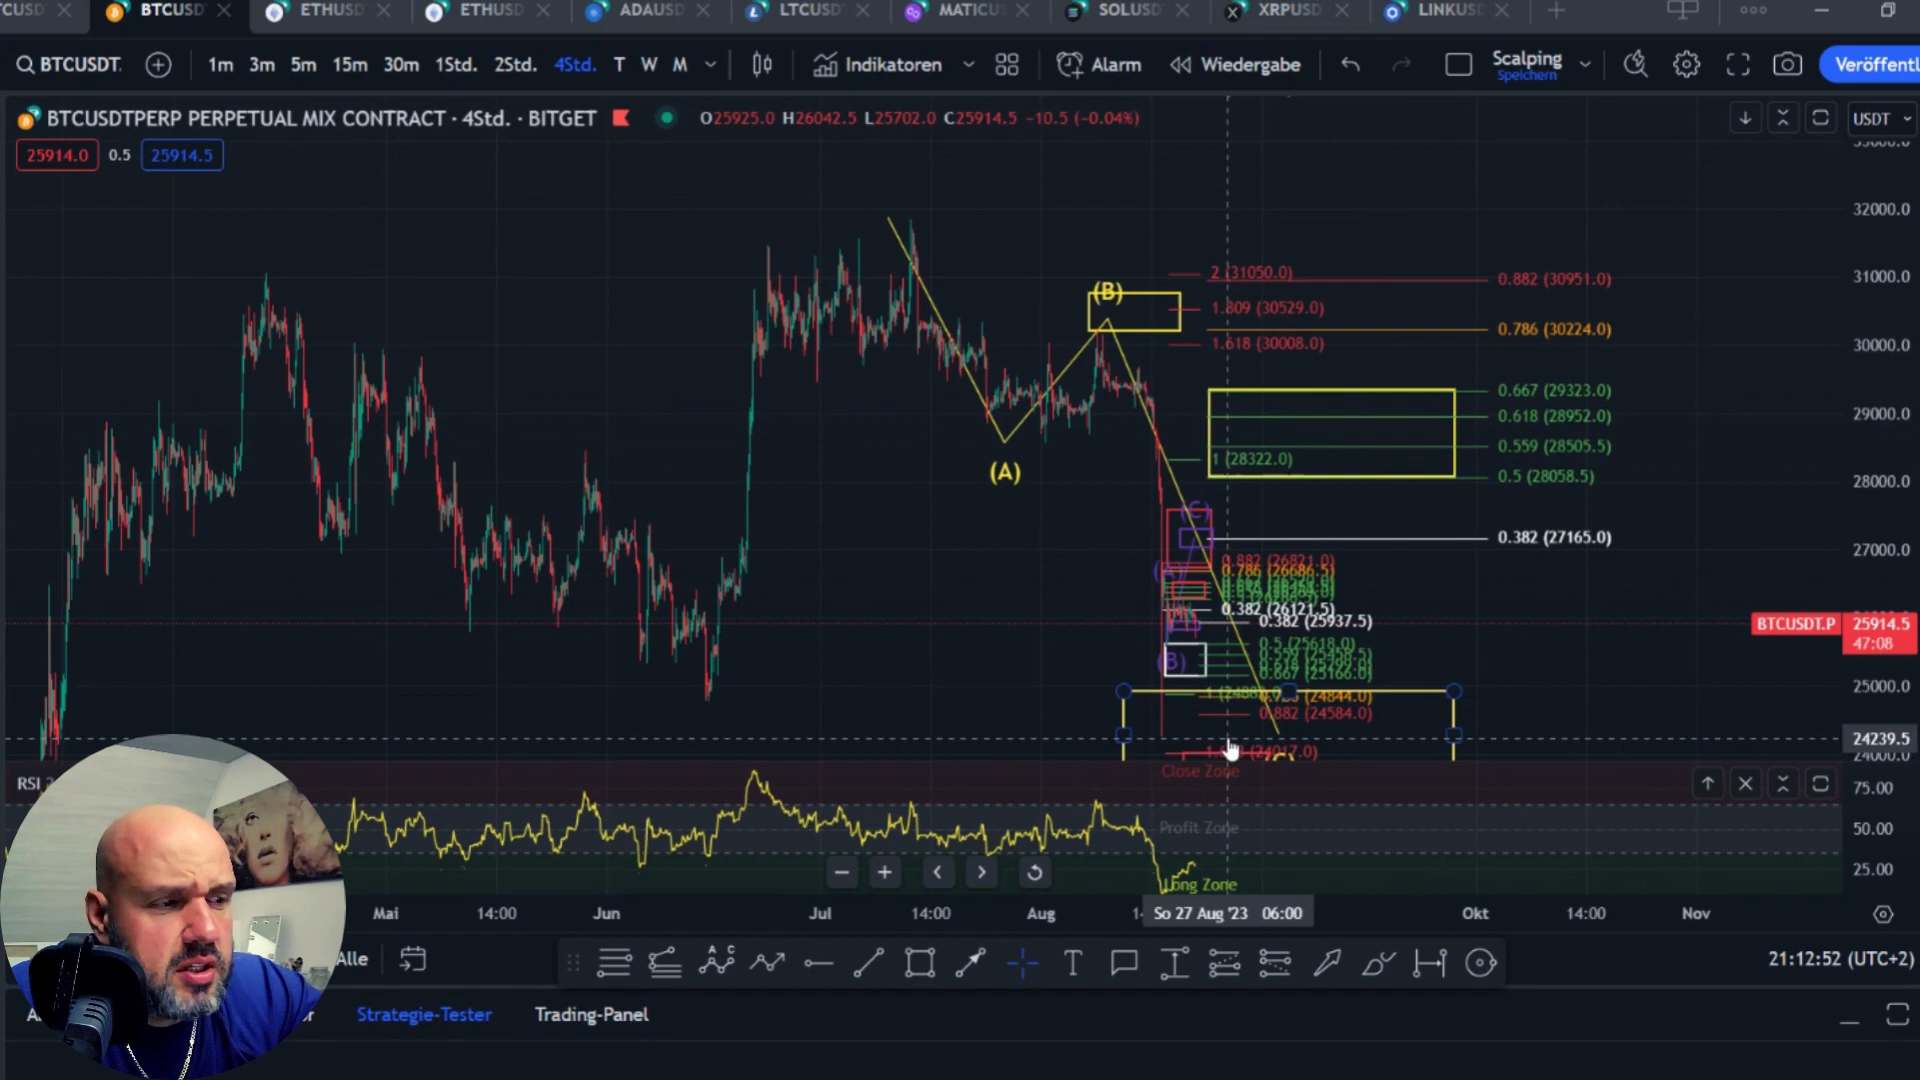 TCUSD BTCUSD ETHUSD ETHUSD ADAUSD LTCUSD MATICUS SOLUSD XRPUSD LINKUSD
BTCUSDT. 1m 3m 5m 15m 30m 1Std. 2Std. 4Std. T W M Indikatoren Alarm Wiedergabe Scalping Veröffentl
Speichern
BTCUSDTPERP PERPETUAL MIX CONTRACT · 4Std. · BITGET O25925.0 H26042.5 L25702.0 C25914.5 −10.5 (−0.04%) USDT
25914.0 0.5 25914.5
32000.0
31000.0
30000.0
29000.0
28000.0
27000.0
25000.0
24000.0
2 (31050.0)
0.882 (30951.0)
(B)
1.809 (30529.0)
0.786 (30224.0)
1.618 (30008.0)
0.667 (29323.0)
0.618 (28952.0)
0.559 (28505.5)
1 (28322.0)
(A)
0.5 (28058.5)
(C)
0.382 (27165.0)
0.882 (26821.0)
0.786 (26686.5)
0.382 (26121.5)
0.382 (25937.5)
BTCUSDT.P 25914.5
47:08
0.5 (25618.0)
(B)
0.667 (25166.0)
0.882 (24584.0)
24239.5
Close Zone
RSI
75.00
Profit Zone
50.00
25.00
Long Zone
Mai 14:00 Jun Jul 14:00 Aug So 27 Aug '23 06:00 Okt 14:00 Nov
Alle 21:12:52 (UTC+2)
Strategie-Tester Trading-Panel